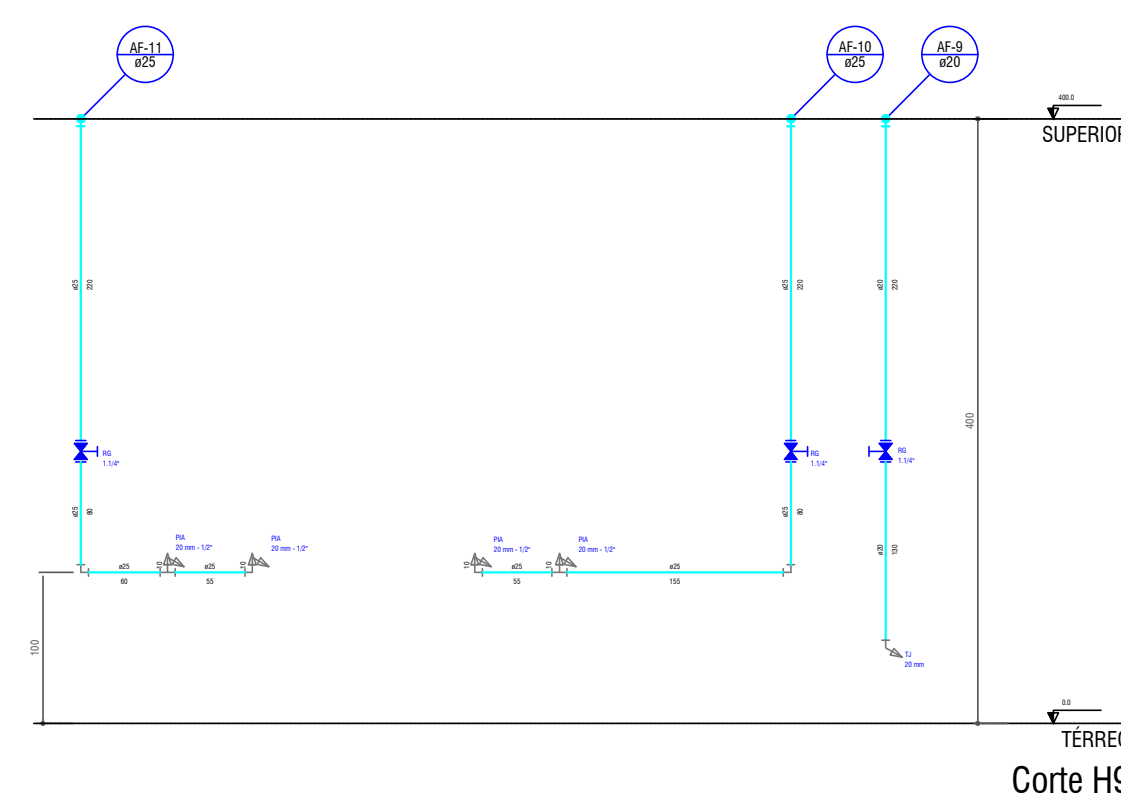 AF-11
ø25
AF-10
ø25
AF-9
ø20
400.0
SUPERIOR
ø25
220
ø25
220
ø20
220
400
RG
1.1/4"
RG
1.1/4"
RG
1.1/4"
ø25
80
ø25
80
ø20
130
PIA
20 mm - 1/2"
PIA
20 mm - 1/2"
PIA
20 mm - 1/2"
PIA
20 mm - 1/2"
10
10
10
10
ø25
60
ø25
55
ø25
55
ø25
155
100
TJ
20 mm
0.0
TÉRREO
Corte H9